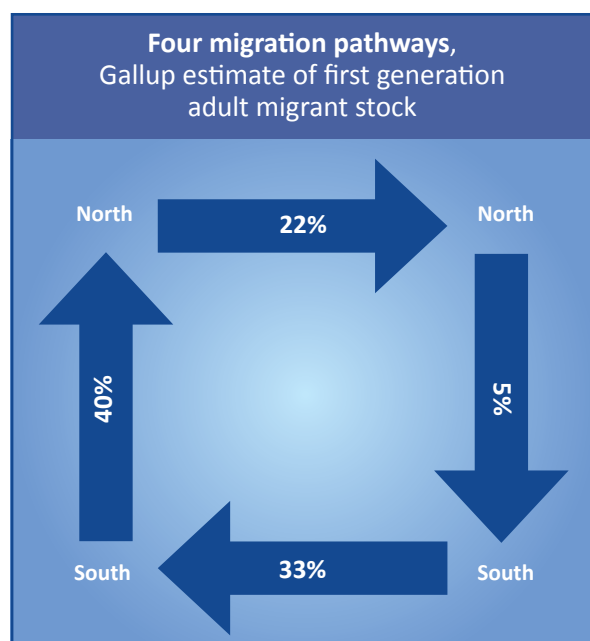 Four migration pathways,
Gallup estimate of first generation
adult migrant stock
North
22%
North
40%
5%
South
33%
South